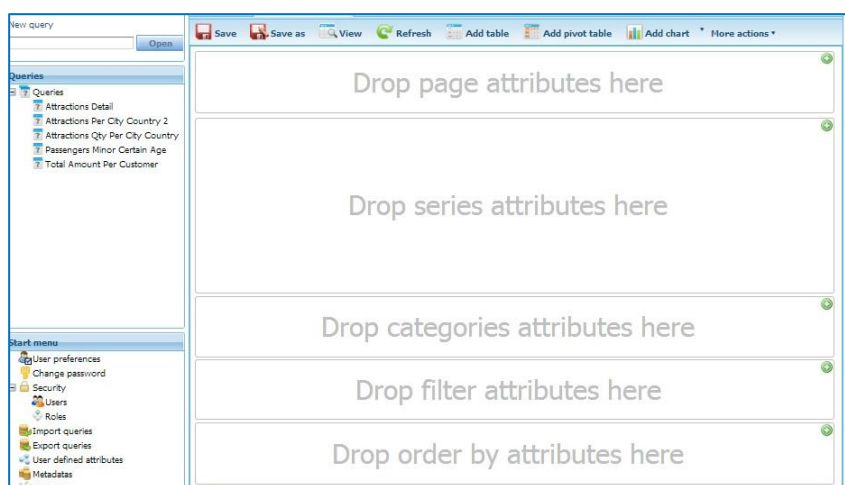 New query
Open
Queries
Queries
Attractions Detail
Attractions Per City Country 2
Attractions Qty Per City Country
Passengers Minor Certain Age
Total Amount Per Customer
Start menu
User preferences
Change password
Security
Users
Roles
Import queries
Export queries
User defined attributes
Metadatas
Save Save as View Refresh Add table Add pivot table Add chart More actions
Drop page attributes here
Drop series attributes here
Drop categories attributes here
Drop filter attributes here
Drop order by attributes here